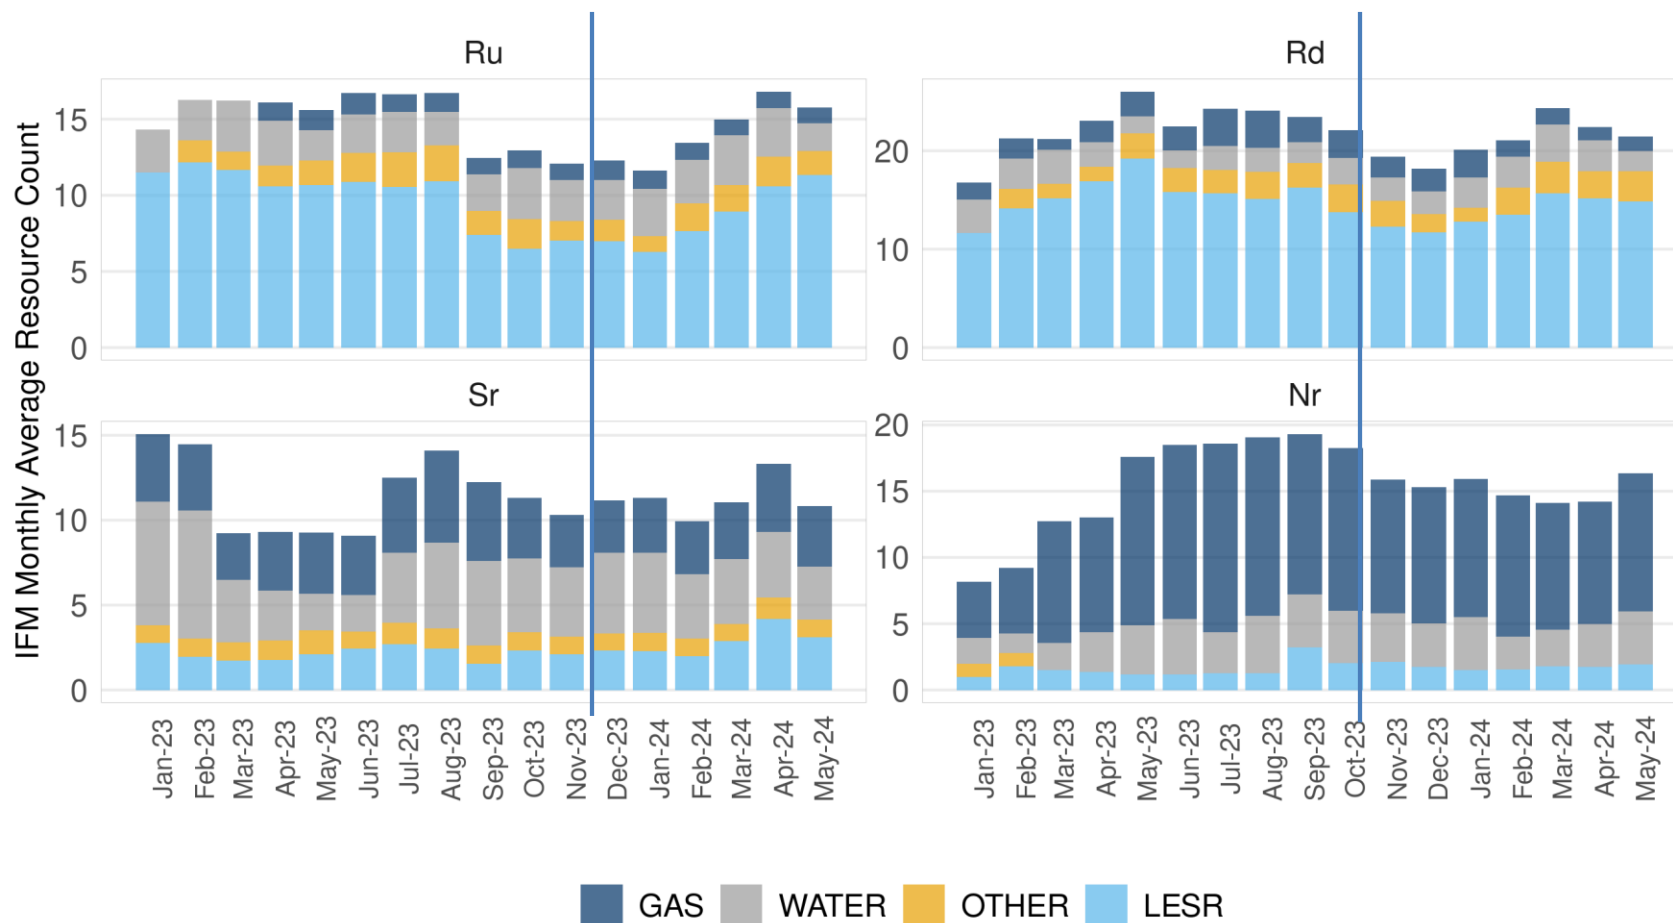 Ru
Rd
IFM Monthly Average Resource Count
15
10
5
0
20
10
0
Sr
Nr
15
10
5
0
20
15
10
5
0
Jan-23 Feb-23 Mar-23 Apr-23 May-23 Jun-23 Jul-23 Aug-23 Sep-23 Oct-23 Nov-23 Dec-23 Jan-24 Feb-24 Mar-24 Apr-24 May-24
Jan-23 Feb-23 Mar-23 Apr-23 May-23 Jun-23 Jul-23 Aug-23 Sep-23 Oct-23 Nov-23 Dec-23 Jan-24 Feb-24 Mar-24 Apr-24 May-24
GAS WATER OTHER LESR